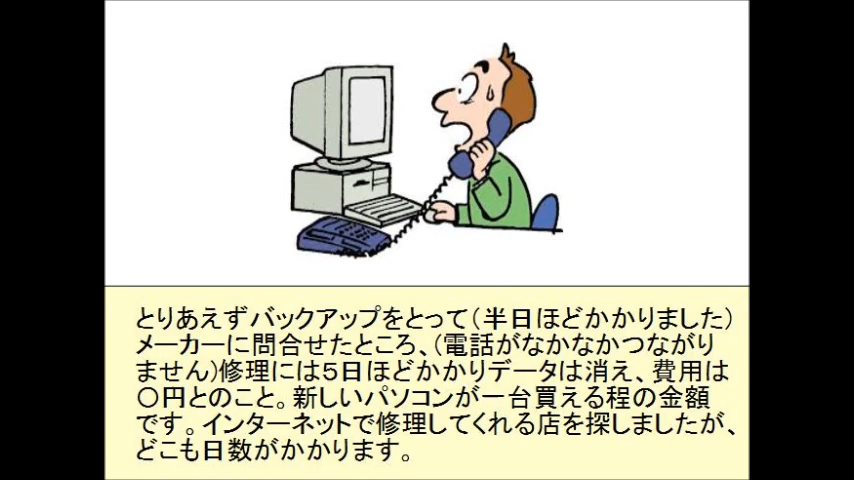 とりあえずバックアップをとって(半日ほどかかりました)
メーカーに問合せたところ、(電話がなかなかつながり
ません)修理には５日ほどかかりデータは消え、費用は
〇円とのこと。新しいパソコンが一台買える程の金額
です。インターネットで修理してくれる店を探しましたが、
どこも日数がかかります。